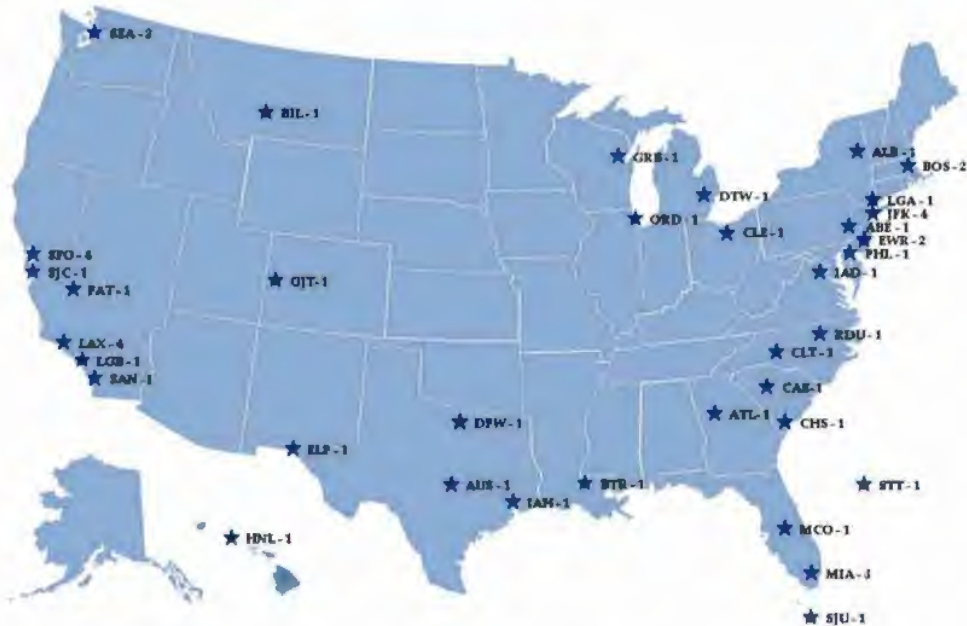 SEA-3
BIL-1
GRB-1
ALB-1
BOS-2
DTW-1
LGA-1
JFK-4
ORD-1
ABE-1
CLE-1
EWR-2
SFO-4
PHL-1
SJC-1
IAD-1
GJT-1
FAT-1
RDU-1
LAX-4
CLT-1
LGB-1
SAN-1
CAE-1
ATL-1
DFW-1
CHS-1
ELP-1
AUS-1
BTR-1
STT-1
IAH-1
MCO-1
HNL-1
SJU-1